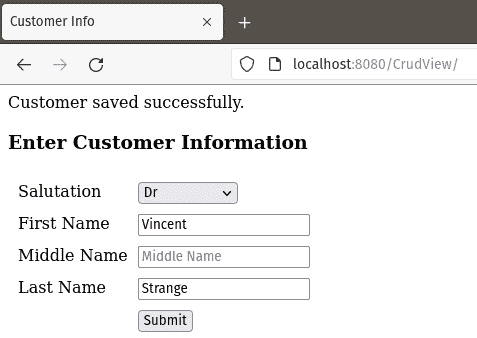 Customer Info
localhost:8080/CrudView/
Customer saved successfully.
Enter Customer Information
Salutation Dr
First Name Vincent
Middle Name Middle Name
Last Name Strange
Submit